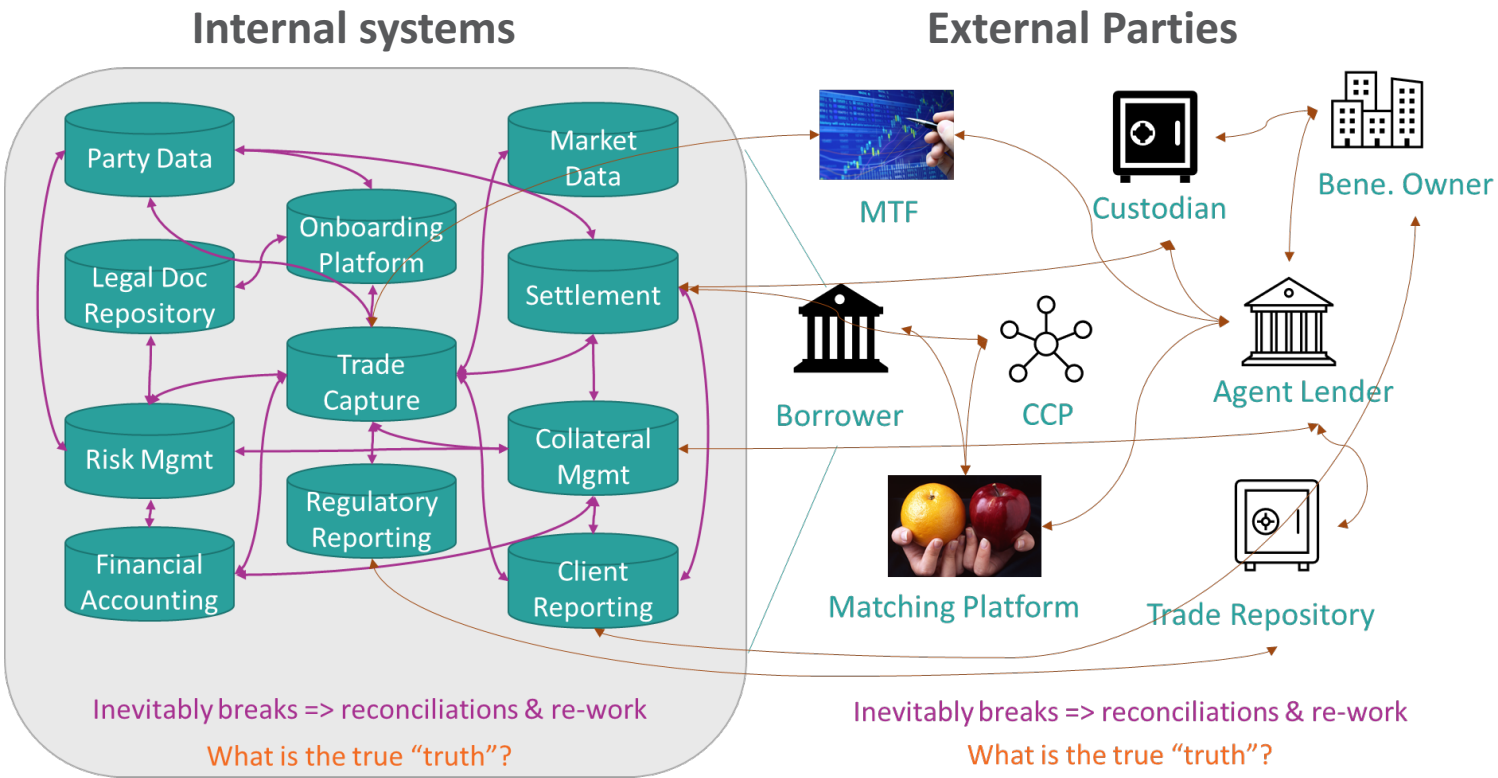 Internal systems
External Parties
Party Data
Market
Data
Onboarding
Platform
Legal Doc
Repository
Settlement
Trade
Capture
Risk Mgmt
Collateral
Mgmt
Regulatory
Reporting
Financial
Accounting
Client
Reporting
Inevitably breaks => reconciliations & re-work
What is the true “truth”?
MTF
Custodian
Bene. Owner
Borrower
CCP
Agent Lender
Matching Platform
Trade Repository
Inevitably breaks => reconciliations & re-work
What is the true “truth”?